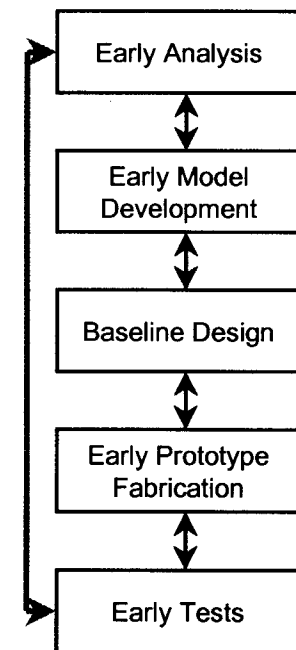 Early Analysis
Early Model
Development
Baseline Design
Early Prototype
Fabrication
Early Tests